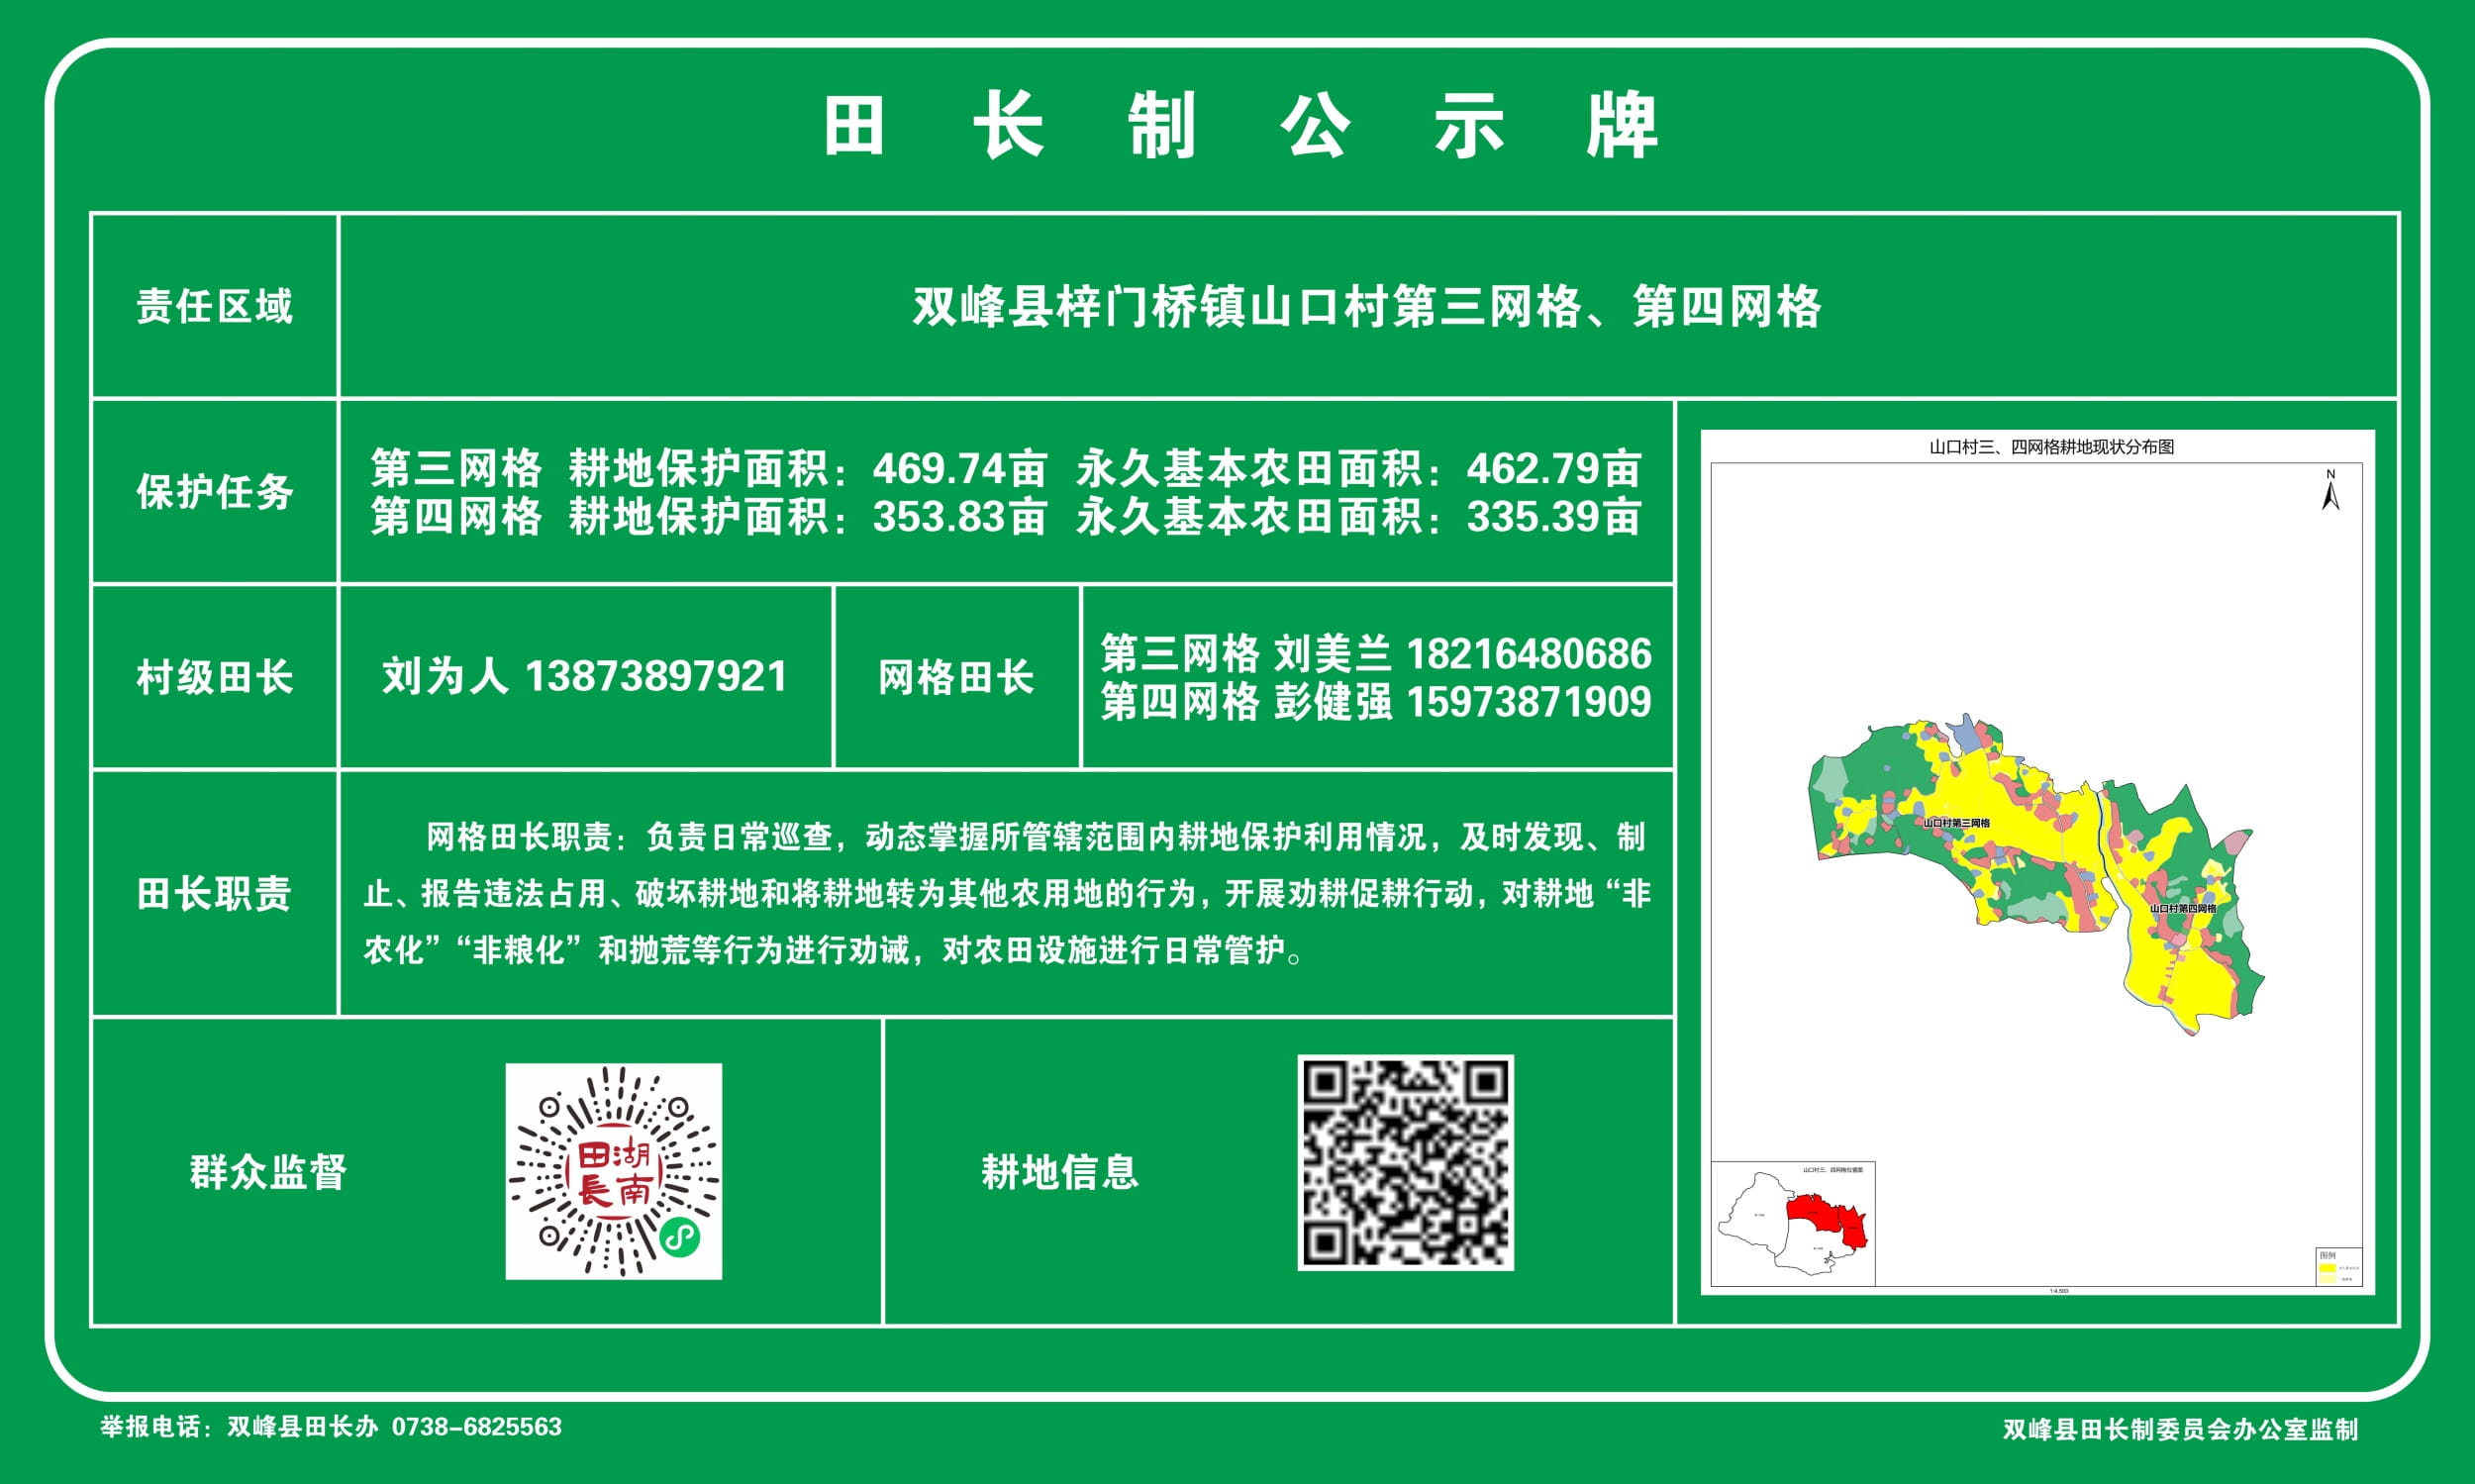 田长制公示牌
责任区域
双峰县梓门桥镇山口村第三网格、第四网格
保护任务
第三网格 耕地保护面积：469.74亩 永久基本农田面积：462.79亩
第四网格 耕地保护面积：353.83亩 永久基本农田面积：335.39亩
村级田长
刘为人 13873897921
网格田长
第三网格 刘美兰 18216480686
第四网格 彭健强 15973871909
田长职责
网格田长职责：负责日常巡查，动态掌握所管辖范围内耕地保护利用情况，及时发现、制
止、报告违法占用、破坏耕地和将耕地转为其他农用地的行为，开展劝耕促耕行动，对耕地“非
农化”“非粮化”和抛荒等行为进行劝诫，对农田设施进行日常管护。
群众监督
湖南
田長
耕地信息
山口村三、四网格耕地现状分布图
N
山口村第三网格
山口村第四网格
山口村三、四网格位置图
图例
1:4,500
举报电话：双峰县田长办 0738-6825563
双峰县田长制委员会办公室监制